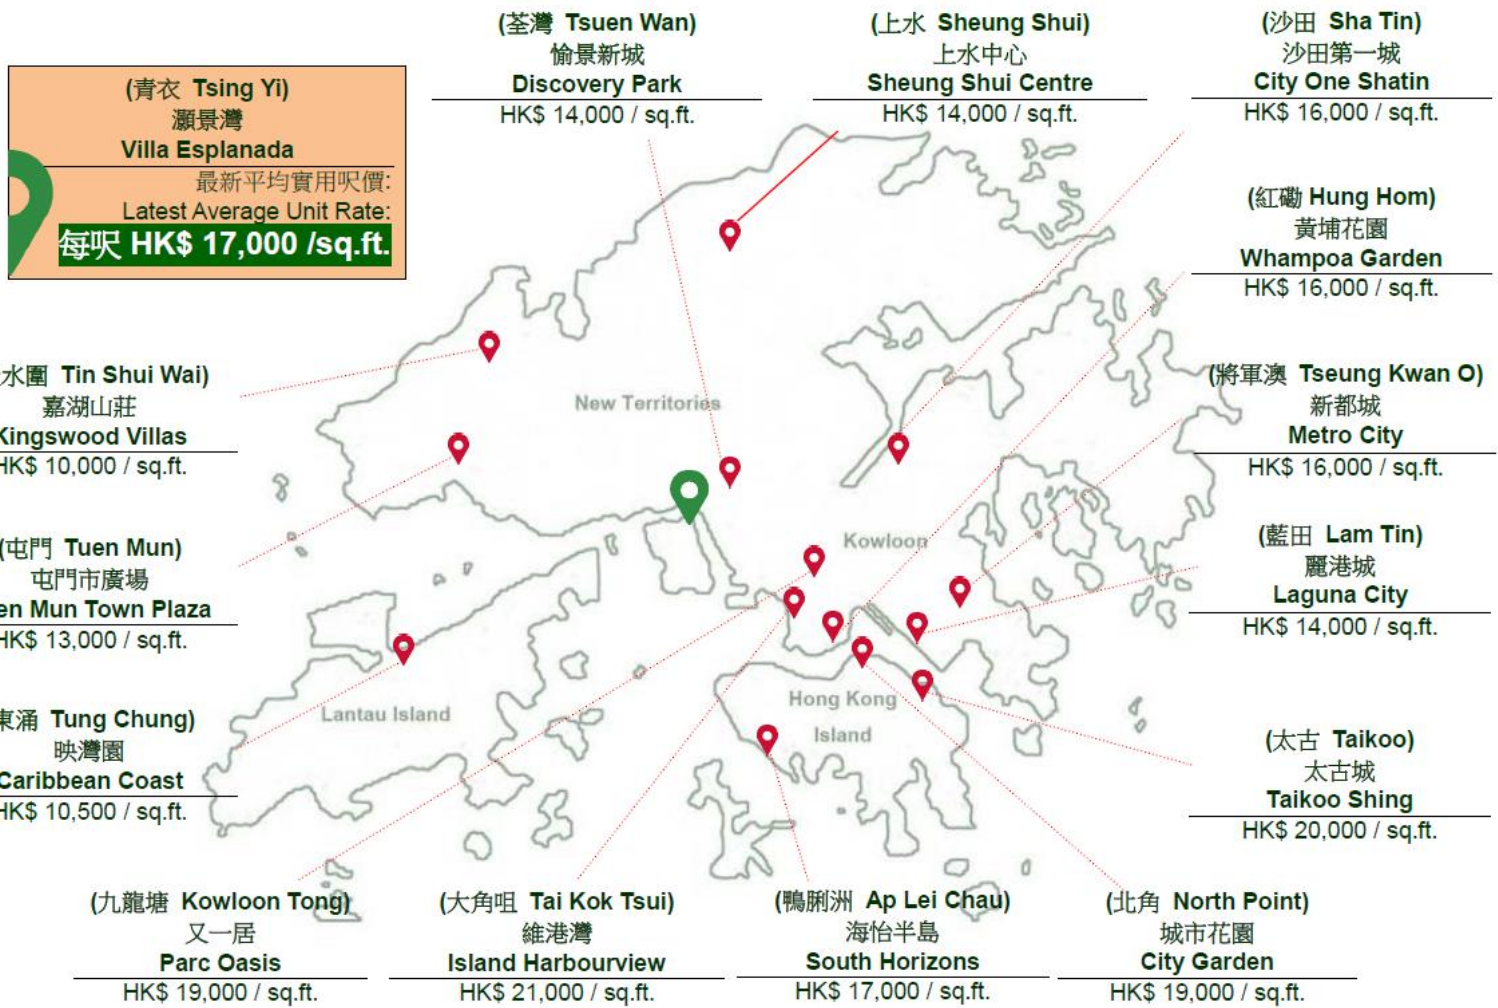 (荃灣 Tsuen Wan)
愉景新城
Discovery Park
HK$ 14,000 / sq.ft.
(上水 Sheung Shui)
上水中心
Sheung Shui Centre
HK$ 14,000 / sq.ft.
(沙田 Sha Tin)
沙田第一城
City One Shatin
HK$ 16,000 / sq.ft.
(青衣 Tsing Yi)
灝景灣
Villa Esplanada
最新平均實用呎價:
Latest Average Unit Rate:
每呎 HK$ 17,000 /sq.ft.
(紅磡 Hung Hom)
黃埔花園
Whampoa Garden
HK$ 16,000 / sq.ft.
水圍 Tin Shui Wai)
嘉湖山莊
Kingswood Villas
HK$ 10,000 / sq.ft.
New Territories
(將軍澳 Tseung Kwan O)
新都城
Metro City
HK$ 16,000 / sq.ft.
(屯門 Tuen Mun)
屯門市廣場
en Mun Town Plaza
HK$ 13,000 / sq.ft.
Kowloon
(藍田 Lam Tin)
麗港城
Laguna City
HK$ 14,000 / sq.ft.
東涌 Tung Chung)
映灣園
Caribbean Coast
HK$ 10,500 / sq.ft.
Lantau Island
Hong Kong
Island
(太古 Taikoo)
太古城
Taikoo Shing
HK$ 20,000 / sq.ft.
(九龍塘 Kowloon Tong)
又一居
Parc Oasis
HK$ 19,000 / sq.ft.
(大角咀 Tai Kok Tsui)
維港灣
Island Harbourview
HK$ 21,000 / sq.ft.
(鴨脷洲 Ap Lei Chau)
海怡半島
South Horizons
HK$ 17,000 / sq.ft.
(北角 North Point)
城市花園
City Garden
HK$ 19,000 / sq.ft.